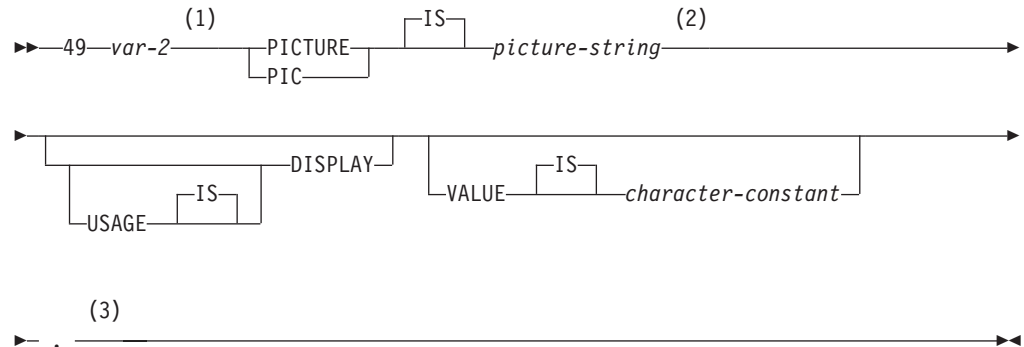 (1) IS (2)
49 var-2 PICTURE picture-string
PIC
DISPLAY IS
IS VALUE character-constant
USAGE
(3)
.